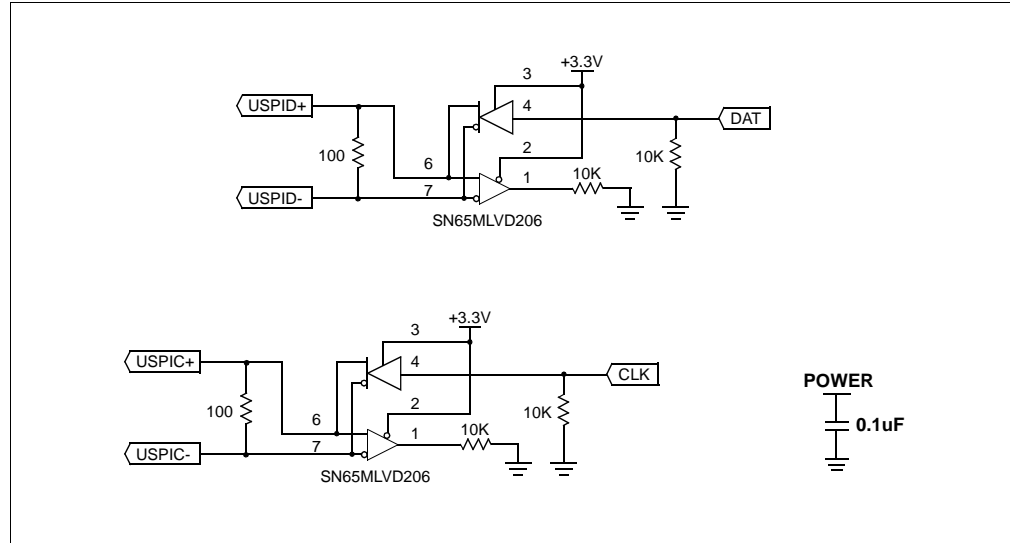 +3.3V
3
USPID+
4
DAT
100
2
10K
6
1
10K
USPID-
7
SN65MLVD206
+3.3V
3
USPIC+
4
CLK
POWER
100
2
10K
6
1
10K
0.1uF
USPIC-
7
SN65MLVD206